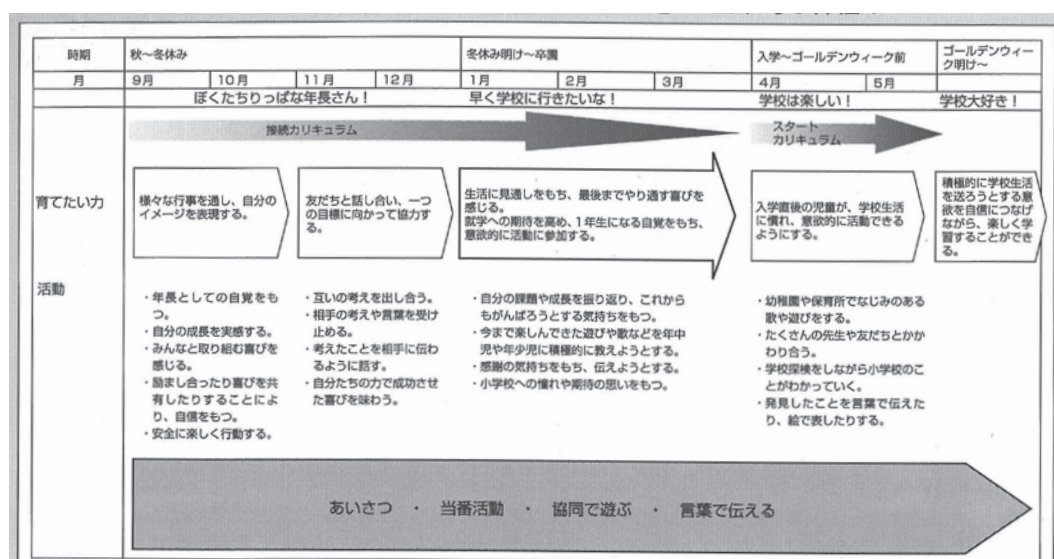 時期 秋～冬休み 冬休み明け～卒園 入学～ゴールデンウィーク前 ゴールデンウィー
ク明け～
月 9月 10月 11月 12月 1月 2月 3月 4月 5月
ぼくたちりっぱな年長さん！ 早く学校に行きたいな！ 学校は楽しい！ 学校大好き！
接続カリキュラム
スタート
カリキュラム
育てたい力
様々な行事を通し、自分の
イメージを表現する。
友だちと話し合い、一つ
の目標に向かって協力す
る。
生活に見通しをもち、最後までやり通す喜びを
感じる。
就学への期待を高め、1年生になる自覚をもち、
意欲的に活動に参加する。
入学直後の児童が、学校生活
に慣れ、意欲的に活動できる
ようにする。
積極的に学校生活
を送ろうとする意
欲を自信につなげ
ながら、楽しく学
習することができ
る。
活動
・年長としての自覚をも
つ。
・自分の成長を実感する。
・みんなと取り組む喜びを
感じる。
・励まし合ったり喜びを共
有したりすることによ
り、自信をもつ。
・安全に楽しく行動する。
・互いの考えを出し合う。
・相手の考えや言葉を受け
止める。
・考えたことを相手に伝わ
るように話す。
・自分たちの力で成功させ
た喜びを味わう。
・自分の課題や成長を振り返り、これから
もがんばろうとする気持ちをもつ。
・今まで楽しんできた遊びや歌などを年中
児や年少児に積極的に教えようとする。
・感謝の気持ちをもち、伝えようとする。
・小学校への憧れや期待の思いをもつ。
・幼稚園や保育所でなじみのある
歌や遊びをする。
・たくさんの先生や友だちとかか
わり合う。
・学校探検をしながら小学校のこ
とがわかっていく。
・発見したことを言葉で伝えた
り、絵で表したりする。
あいさつ ・ 当番活動 ・ 協同で遊ぶ ・ 言葉で伝える